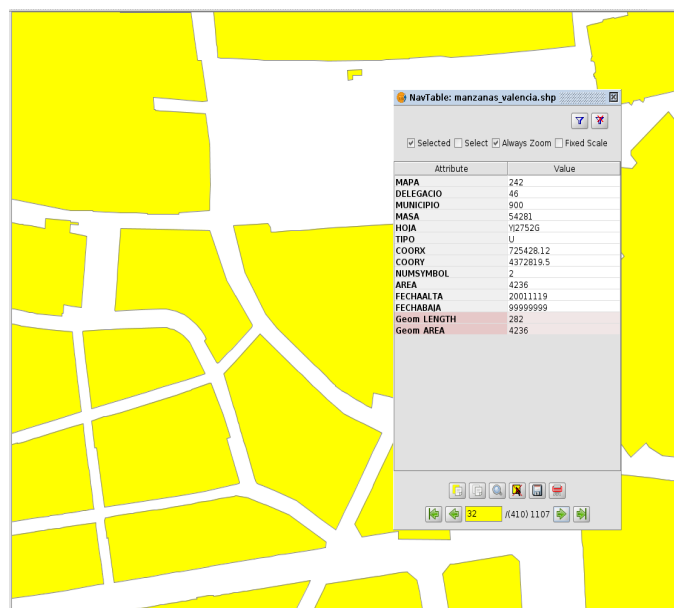 NavTable: manzanas_valencia.shp
Selected Select Always Zoom Fixed Scale
Attribute Value
MAPA 242
DELEGACIO 46
MUNICIPIO 900
MASA 54281
HOJA YJ2752G
TIPO U
COORX 725428.12
COORY 4372819.5
NUMSYMBOL 2
AREA 4236
FECHAALTA 20011119
FECHABAJA 99999999
Geom LENGTH 282
Geom AREA 4236
32 /(410) 1107